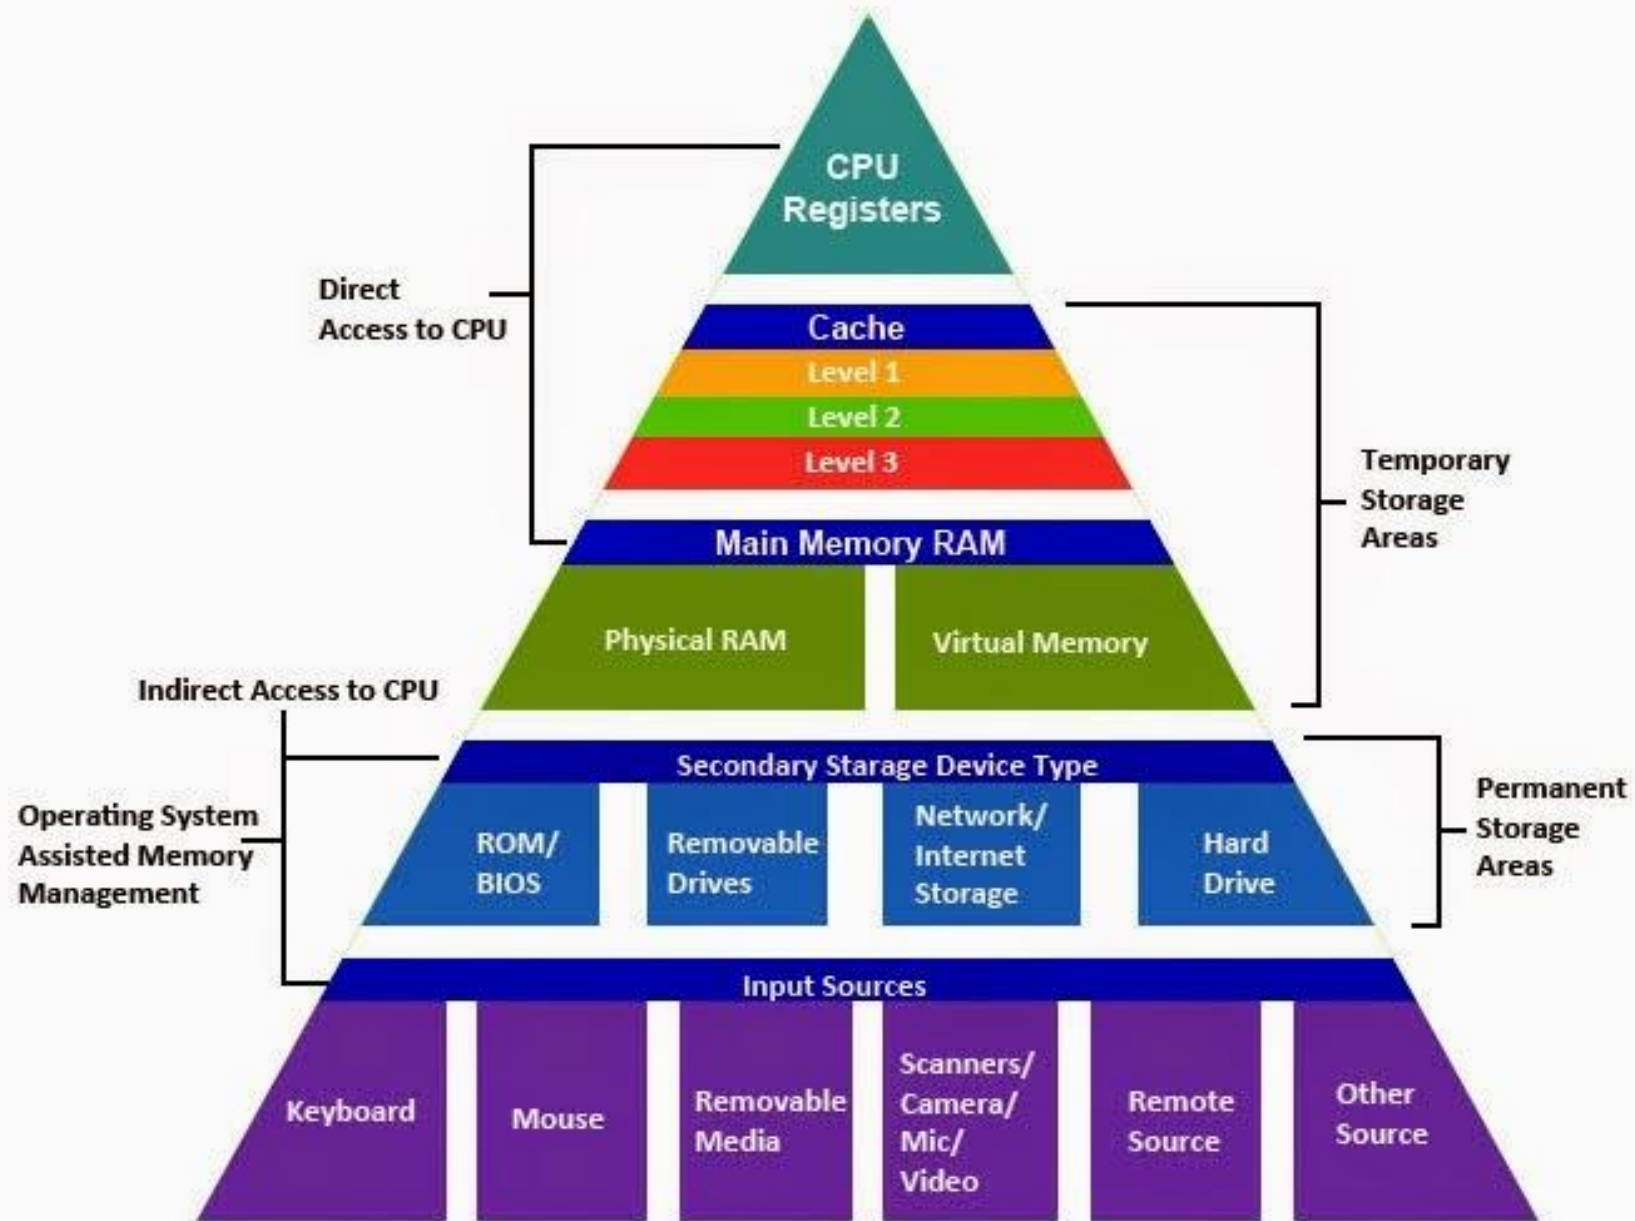 CPU
Registers
Direct
Access to CPU
Cache
Level 1
Level 2
Level 3
Temporary
Storage
Areas
Main Memory RAM
Physical RAM
Virtual Memory
Indirect Access to CPU
Operating System
Assisted Memory
Management
Secondary Starage Device Type
ROM/
BIOS
Removable
Drives
Network/
Internet
Storage
Hard
Drive
Permanent
Storage
Areas
Input Sources
Keyboard
Mouse
Removable
Media
Scanners/
Camera/
Mic/
Video
Remote
Source
Other
Source